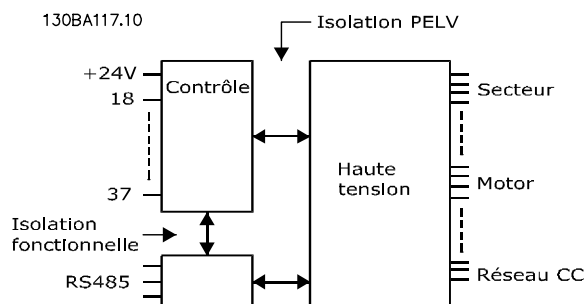 130BA117.10
Isolation PELV
+24V
Contrôle
18
37
Haute
tension
Secteur
Motor
Isolation
fonctionnelle
RS485
Réseau CC